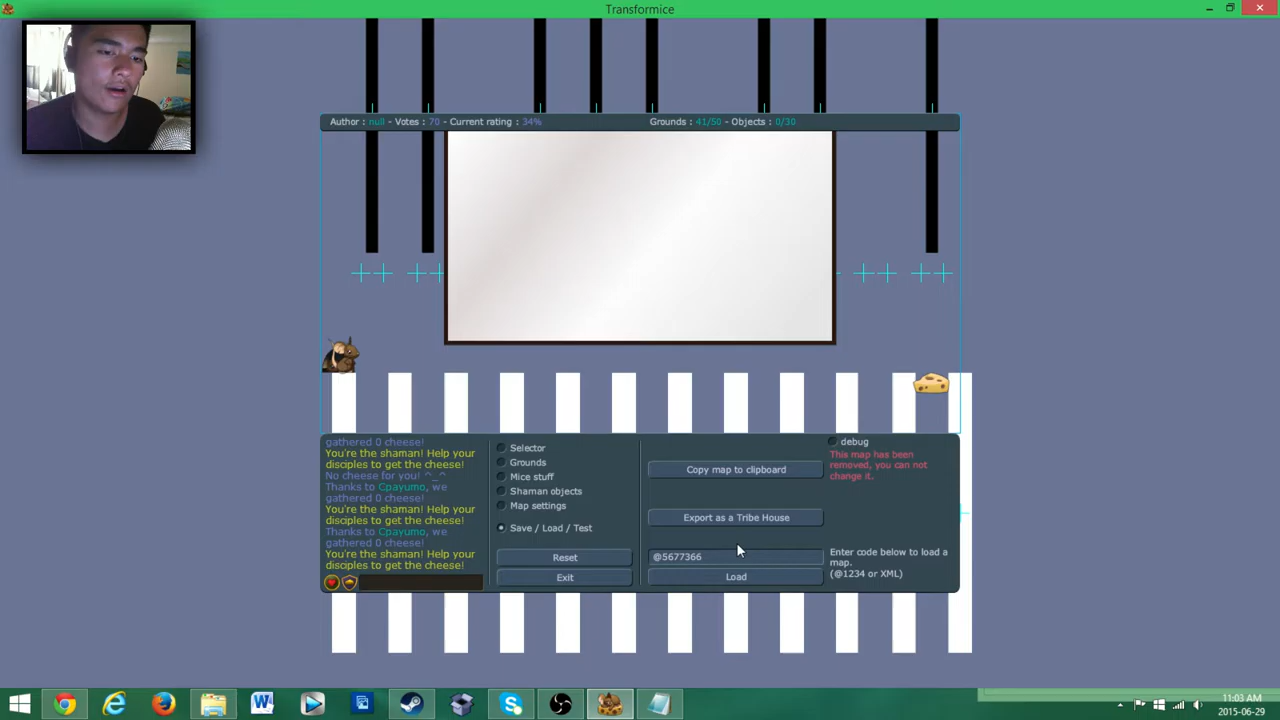 Transformice
Author : null - Votes : 70 - Current rating : 34%
Grounds : 41/50 - Objects : 0/30
gathered 0 cheese!
You're the shaman! Help your
disciples to get the cheese!
No cheese for you! ^_^
Thanks to Cpayumo, we
gathered 0 cheese!
You're the shaman! Help your
disciples to get the cheese!
Thanks to Cpayumo, we
gathered 0 cheese!
You're the shaman! Help your
disciples to get the cheese!
Selector
Grounds
Mice stuff
Shaman objects
Map settings
Save / Load / Test
Reset
Exit
Copy map to clipboard
Export as a Tribe House
@5677366
Load
debug
This map has been
removed, you can not
change it.
Enter code below to load a
map.
(@1234 or XML)
11:03 AM
2015-06-29